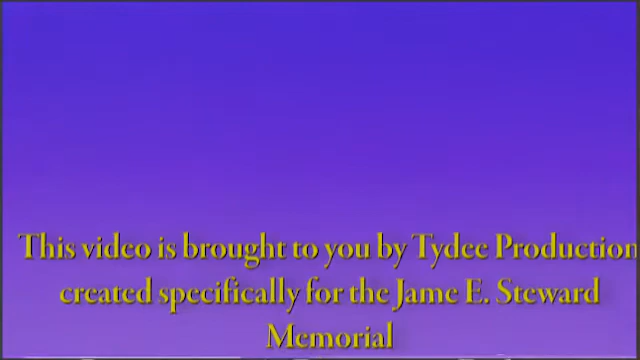 This video is brought to you by Tydee Production
created specifically for the Jame E. Steward
Memorial